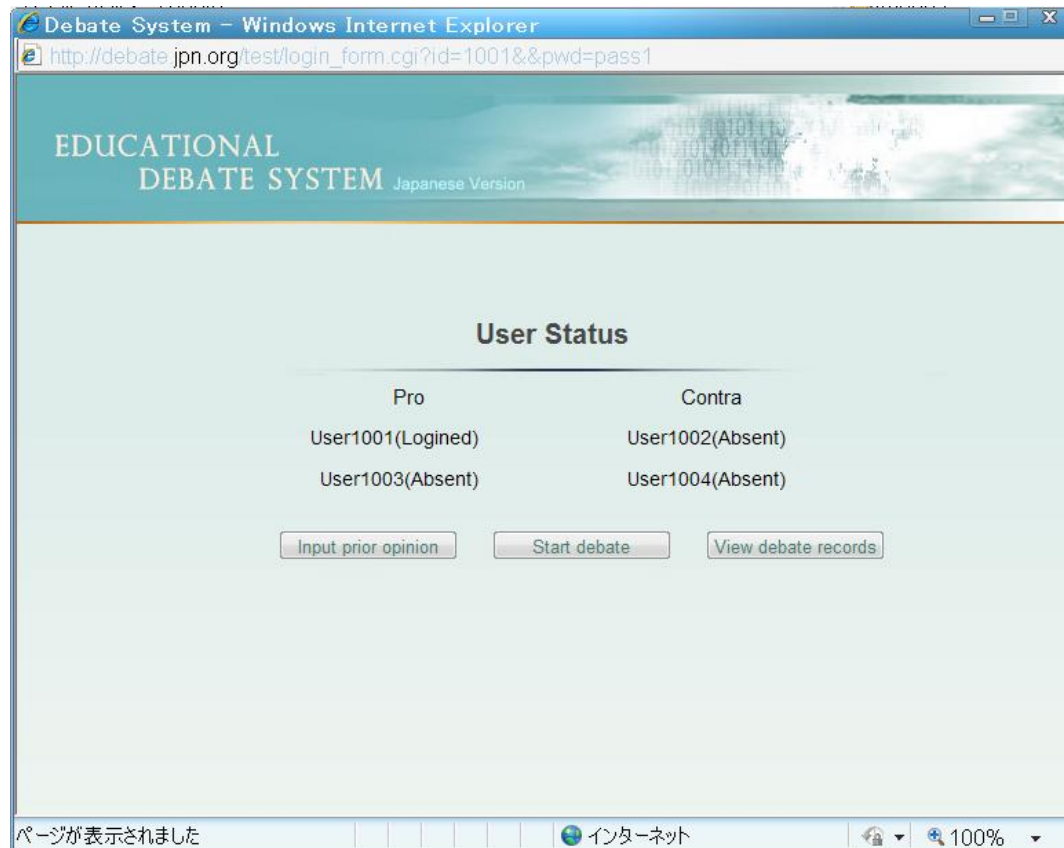 Debate System - Windows Internet Explorer
http://debate.jpn.org/test/login_form.cgi?id=1001&&pwd=pass1
EDUCATIONAL
DEBATE SYSTEM Japanese Version
User Status
Pro Contra
User1001(Logined) User1002(Absent)
User1003(Absent) User1004(Absent)
Input prior opinion Start debate View debate records
ページが表示されました インターネット 100%